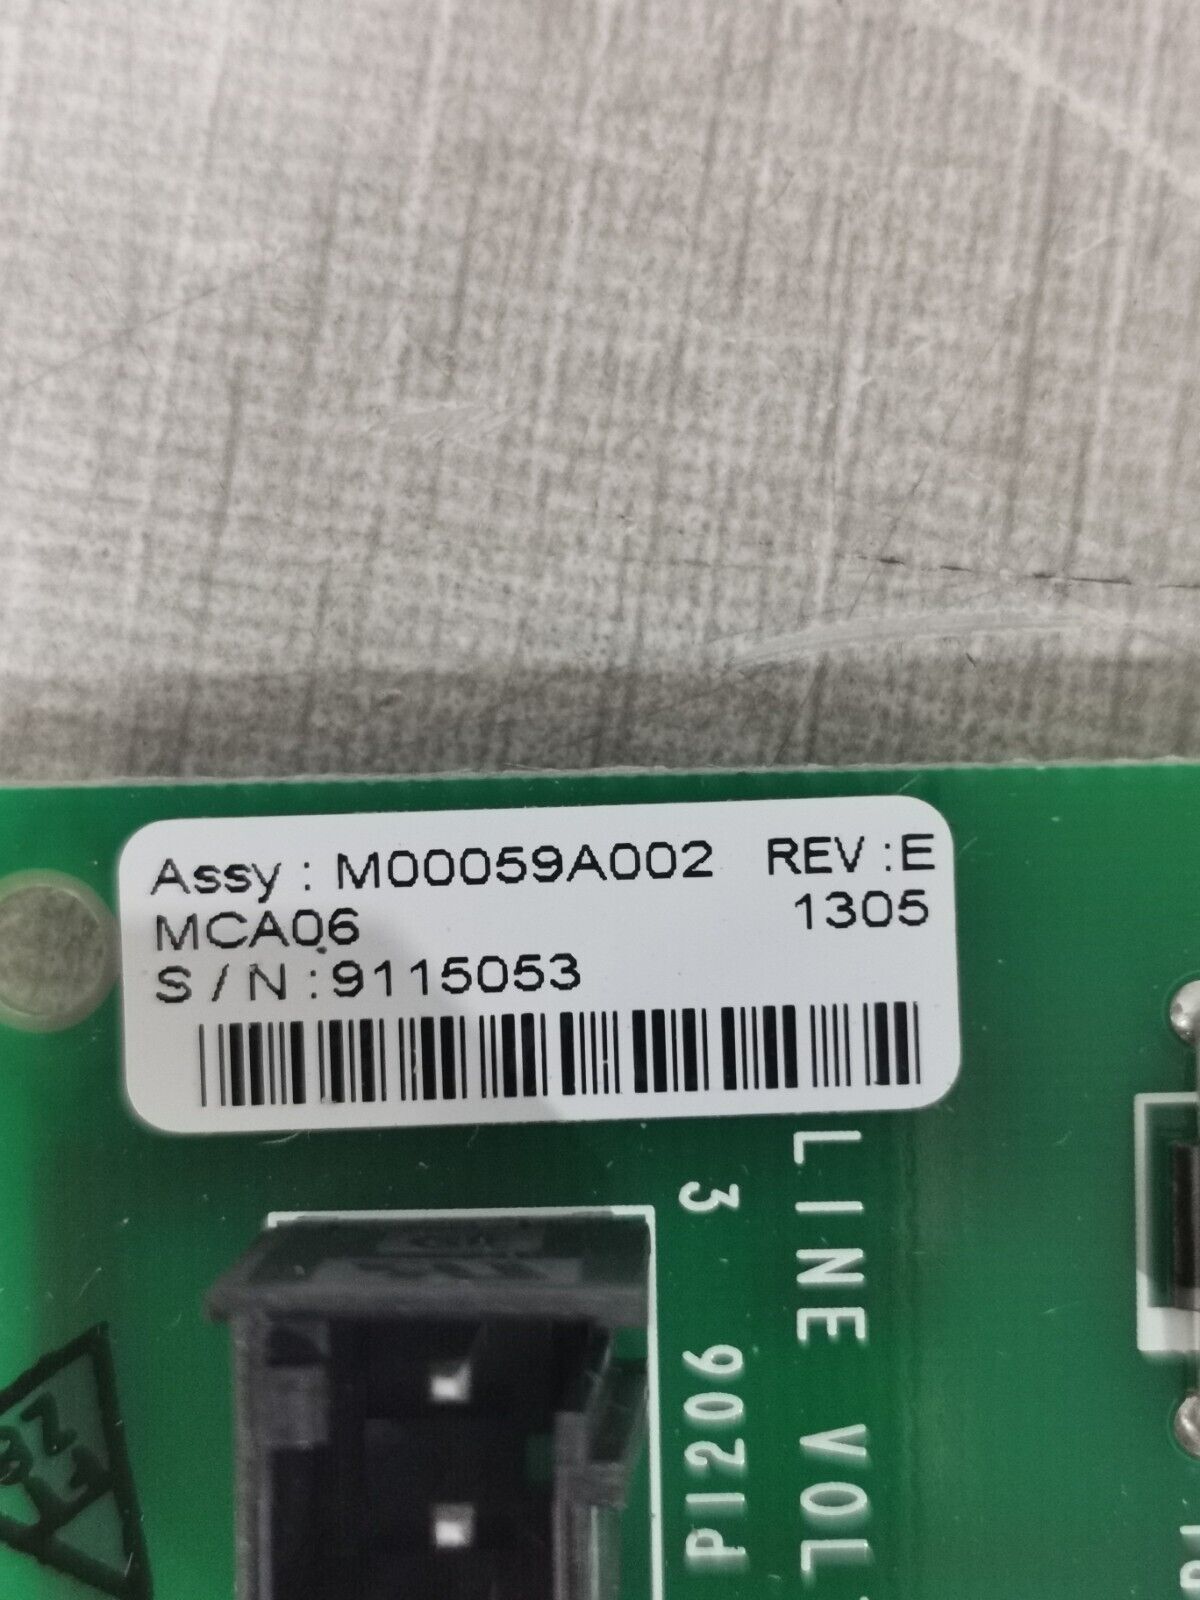 Assy : M00059A002 REV :E
MCA06 1305
S / N :9115053
LINE VOL
3
P1206